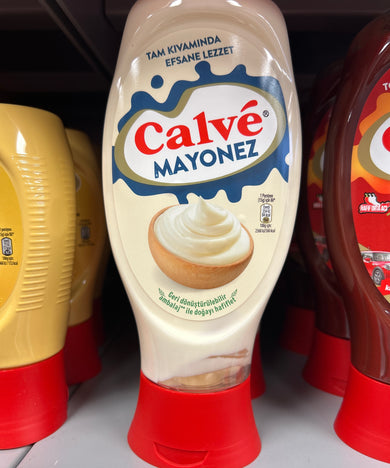 TAM KIVAMINDA
EFSANE LEZZET
Calvé®
MAYONEZ
Geri dönüştürülebilir
ambalaj** ile doğayı hafiflet